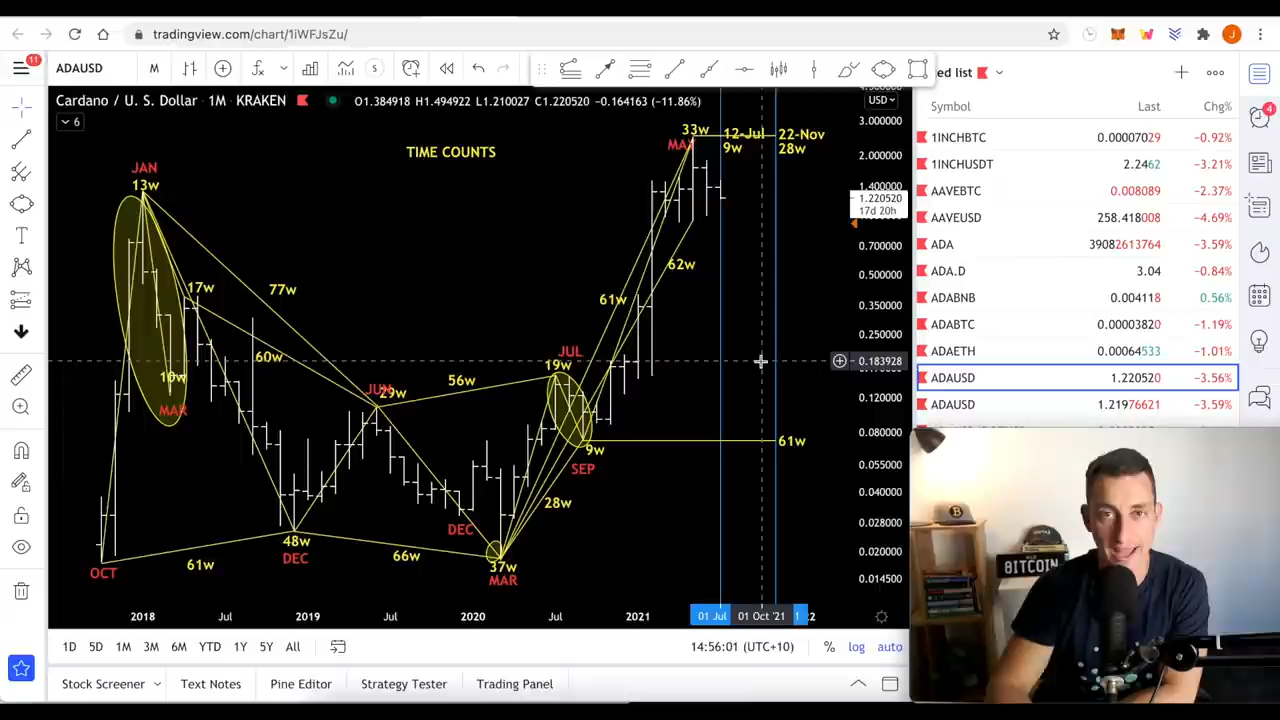 tradingview.com/chart/1iWFJsZu/
J
11
ADAUSD
M
S
ed list
Cardano / U. S. Dollar · 1M · KRAKEN
O1.384918 H1.494922 L1.210027 C1.220520 −0.164163 (−11.86%)
USD
6
TIME COUNTS
Symbol Last Chg%
1INCHBTC 0.00007029 −0.92%
1INCHUSDT 2.2462 −3.21%
AAVEBTC 0.008089 −2.37%
AAVEUSD 258.418008 −4.69%
ADA 39082613764 −3.59%
ADA.D 3.04 −0.84%
ADABNB 0.004118 0.56%
ADABTC 0.00003820 −1.19%
ADAETH 0.00064533 −1.01%
ADAUSD 1.220520 −3.56%
ADAUSD 1.21976621 −3.59%
4
JAN
13w
33w
MAY
12-Jul
9w
22-Nov
28w
17w
77w
62w
61w
60w
10w
MAR
JUN
29w
56w
JUL
19w
9w
SEP
61w
28w
DEC
48w
DEC
66w
37w
MAR
61w
OCT
3.000000
2.000000
1.400000
1.220520
17d 20h
0.700000
0.500000
0.350000
0.250000
0.183928
0.120000
0.080000
0.055000
0.040000
0.028000
0.020000
0.014500
2018 Jul 2019 Jul 2020 Jul 2021 01 Jul 01 Oct '21
1D 5D 1M 3M 6M YTD 1Y 5Y All
14:56:01 (UTC+10) % log auto
Stock Screener Text Notes Pine Editor Strategy Tester Trading Panel
B
BITCOIN